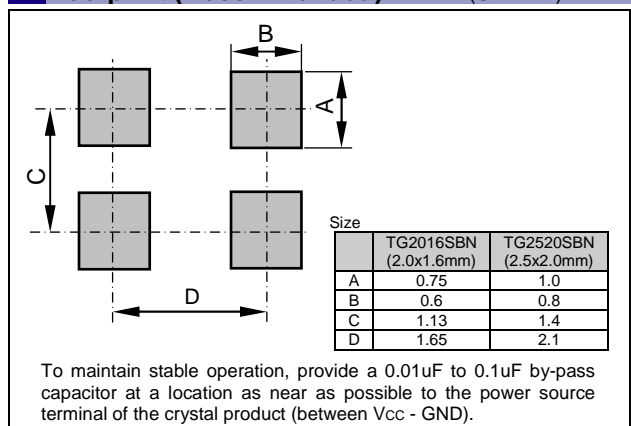 B
A
C
D
Size
TG2016SBN TG2520SBN
(2.0x1.6mm) (2.5x2.0mm)
A 0.75 1.0
B 0.6 0.8
C 1.13 1.4
D 1.65 2.1
To maintain stable operation, provide a 0.01uF to 0.1uF by-pass
capacitor at a location as near as possible to the power source
terminal of the crystal product (between Vcc - GND).